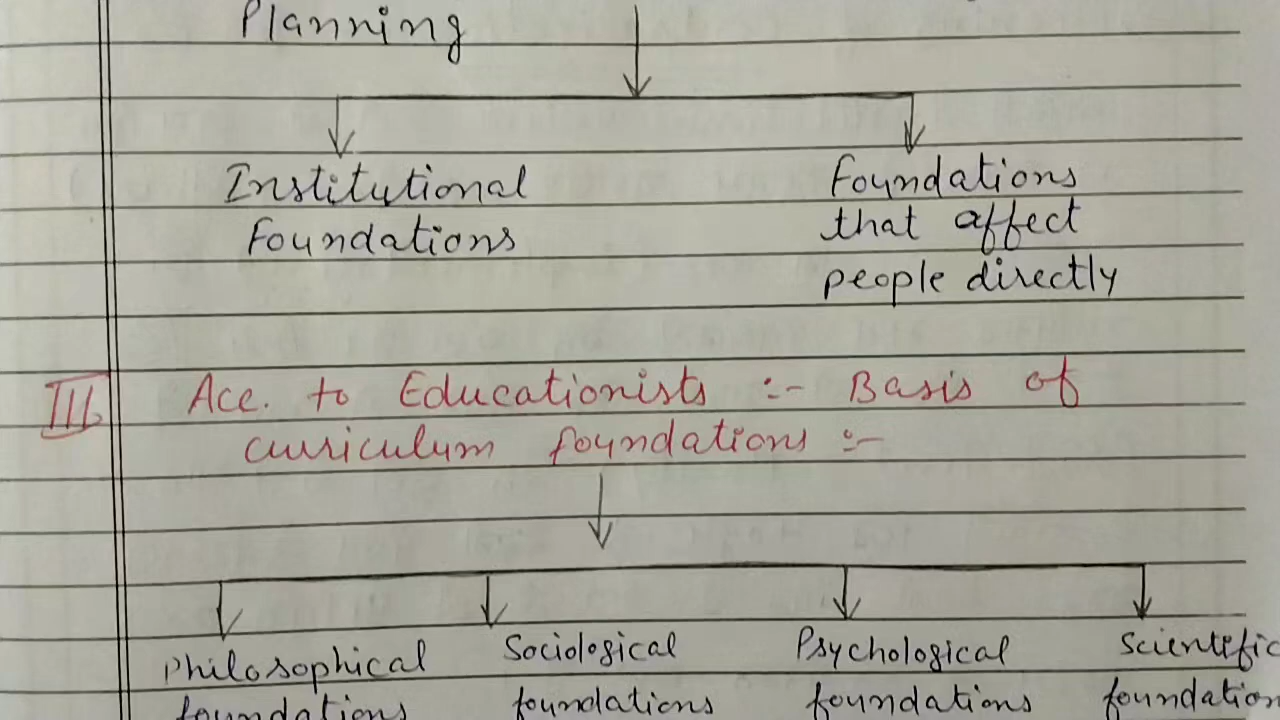 Planning
Institutional
foundations
Foundations
that affect
people directly
III. Acc. to Educationists :- Basis of
curriculum foundations :-
Philosophical
foundations
Sociological
foundations
Psychological
foundations
Scientific
foundation